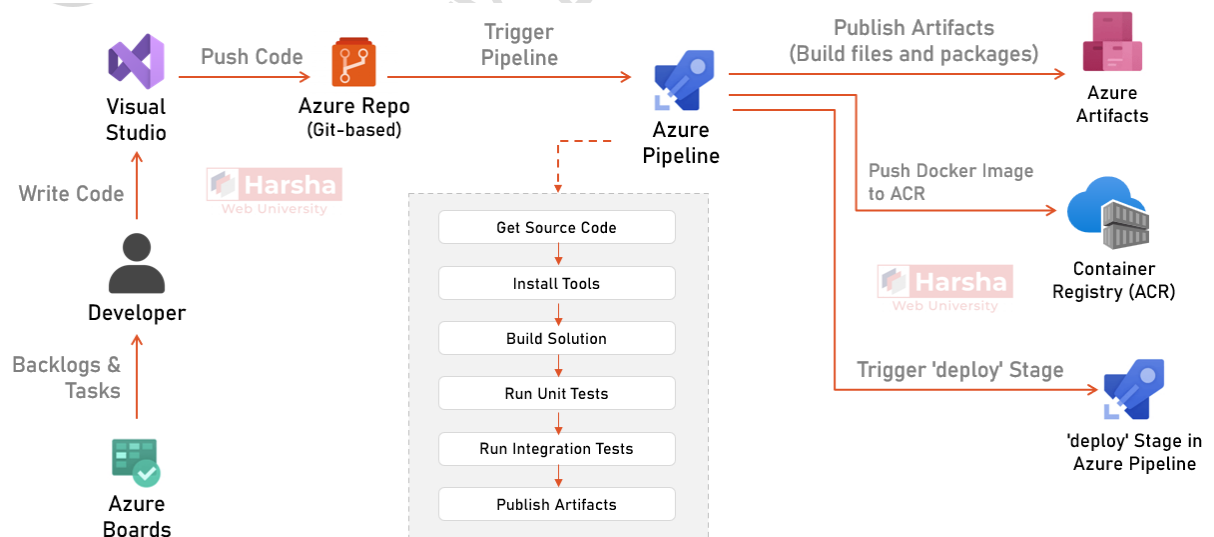 Visual
Studio
Push Code
Azure Repo
(Git-based)
Trigger
Pipeline
Azure
Pipeline
Publish Artifacts
(Build files and packages)
Azure
Artifacts
Write Code
Harsha
Web University
Push Docker Image
to ACR
Container
Registry (ACR)
Harsha
Web University
Developer
Backlogs &
Tasks
Azure
Boards
Get Source Code
Install Tools
Build Solution
Run Unit Tests
Run Integration Tests
Publish Artifacts
Trigger 'deploy' Stage
'deploy' Stage in
Azure Pipeline